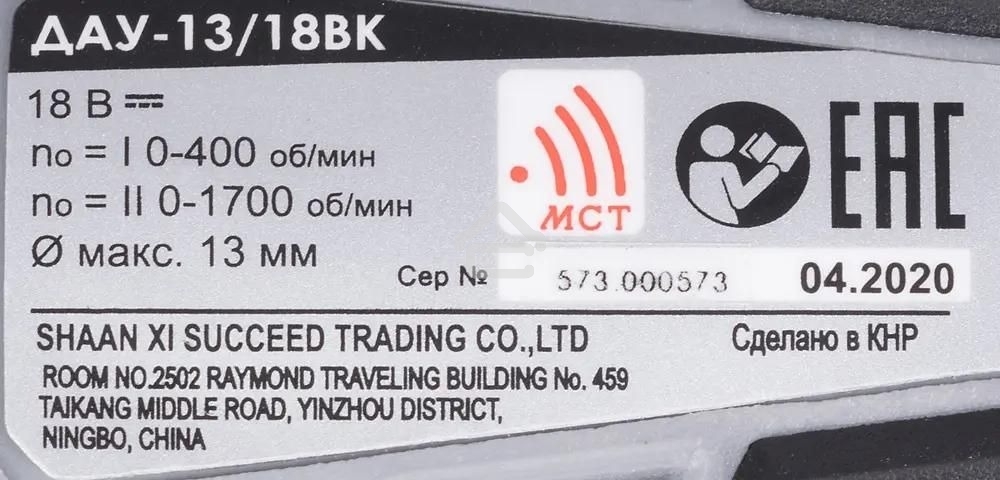 ДАУ-13/18ВК
18 В
n₀ = I 0-400 об/мин
n₀ = II 0-1700 об/мин
Ø макс. 13 мм
МСТ
EAC
Сер № 573.000573 04.2020
SHAAN XI SUCCEED TRADING CO.,LTD
Сделано в КНР
ROOM NO.2502 RAYMOND TRAVELING BUILDING No. 459
TAIKANG MIDDLE ROAD, YINZHOU DISTRICT,
NINGBO, CHINA